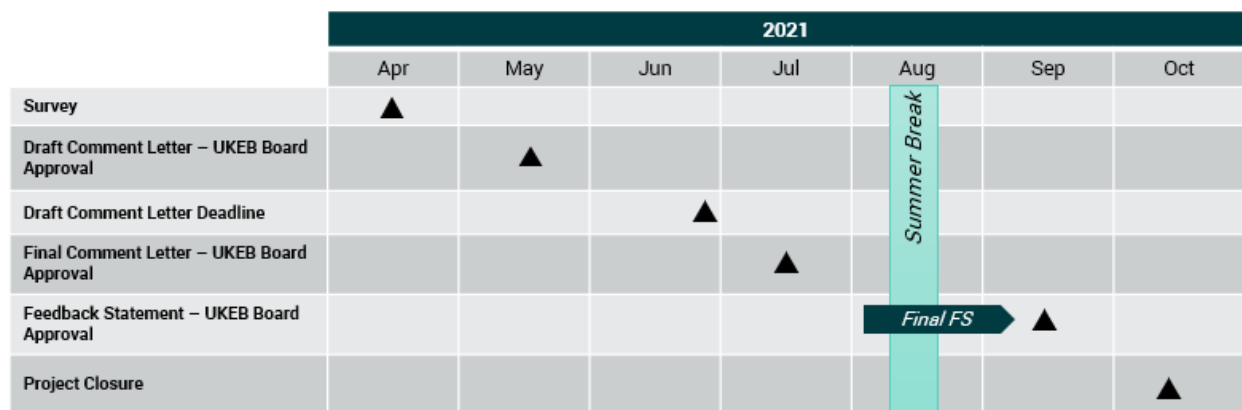 2021
Apr May Jun Jul Aug Sep Oct
Survey
Draft Comment Letter – UKEB Board
Approval
Draft Comment Letter Deadline
Final Comment Letter – UKEB Board
Approval
Feedback Statement – UKEB Board
Approval
Project Closure
Summer Break
Final FS